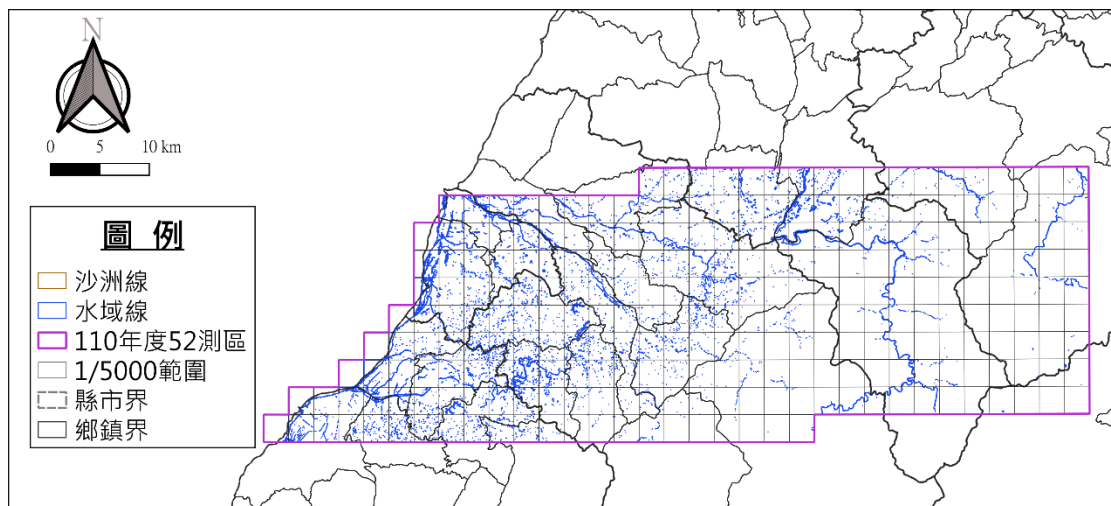 N
0 5 10 km
圖 例
沙洲線
水域線
110年度52測區
1/5000範圍
縣市界
鄉鎮界